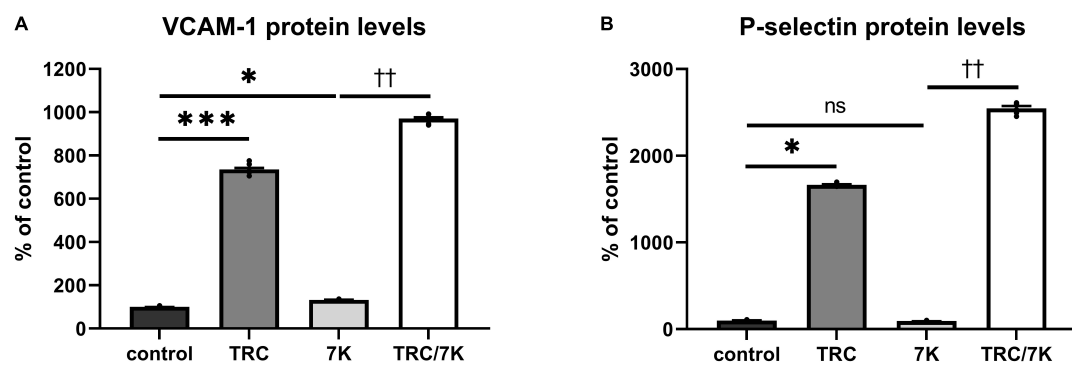 A
VCAM-1 protein levels
% of control
1200
1000
800
600
400
200
0
*
††
***
control
TRC
7K
TRC/7K
B
P-selectin protein levels
% of control
3000
2000
1000
0
††
ns
*
control
TRC
7K
TRC/7K